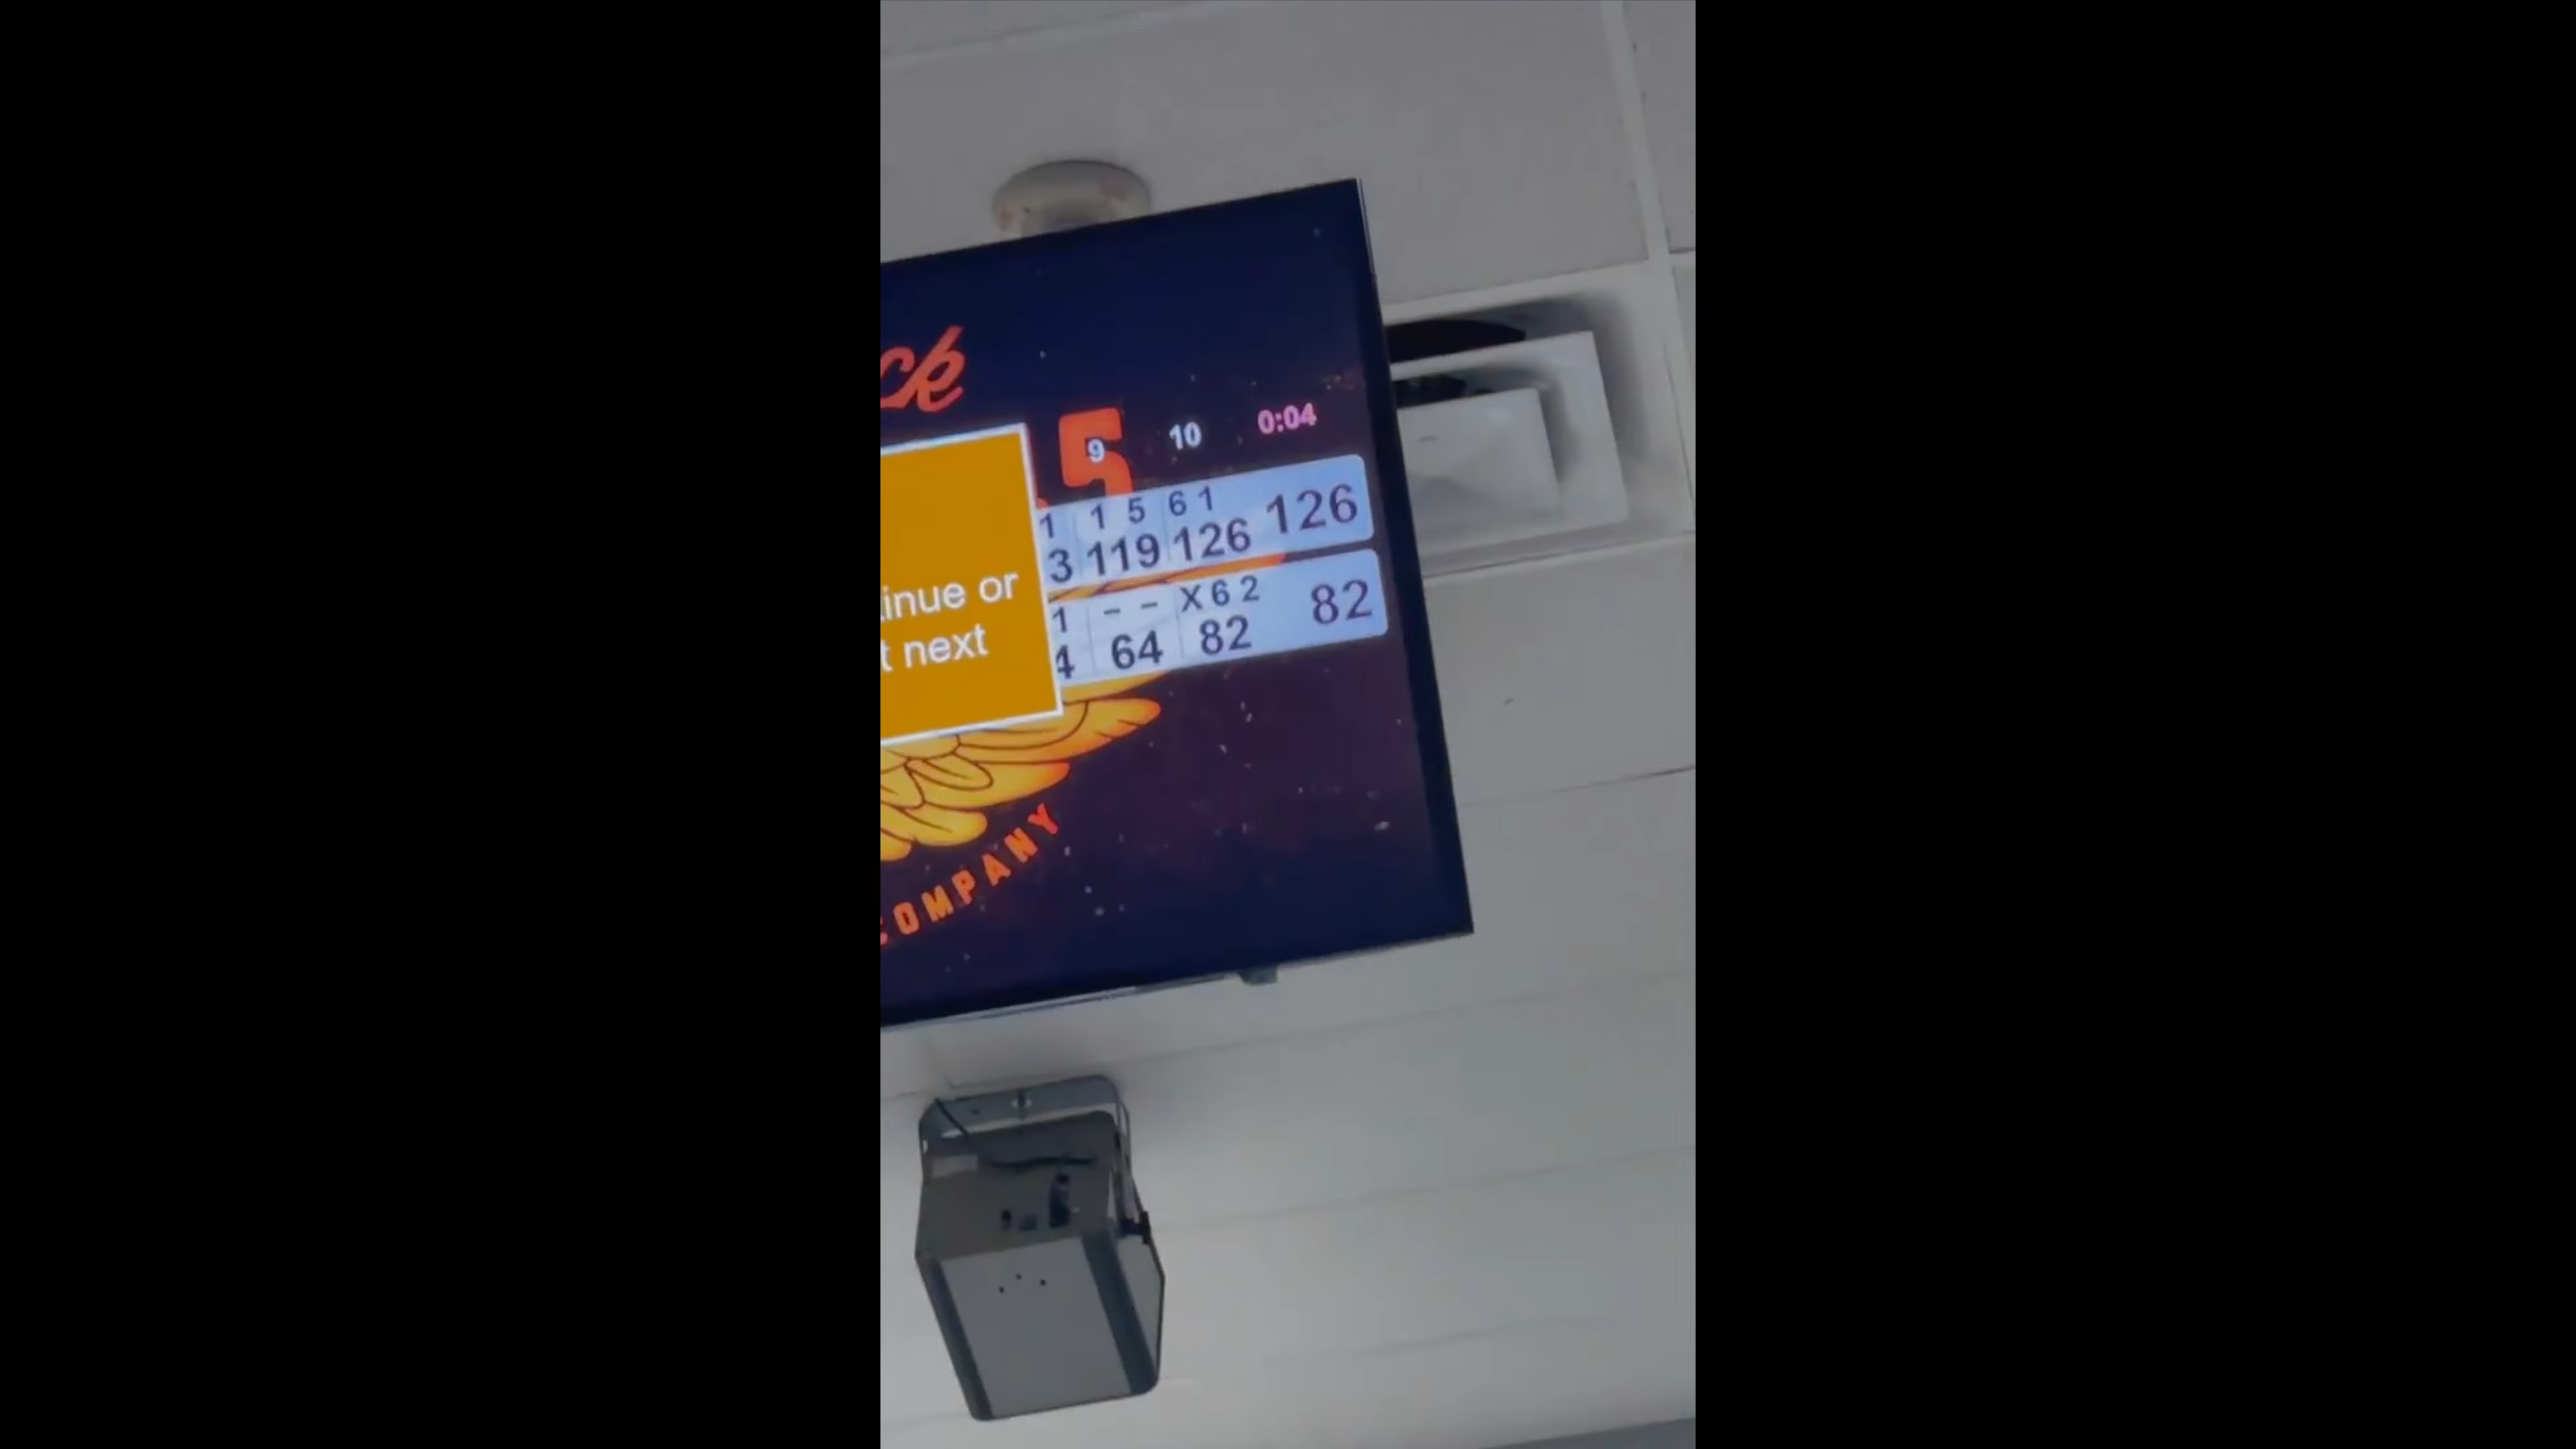 ck
5
9 10 0:04
1 1 5 6 1 126
3 119 126
inue or
1 - - X 6 2 82
t next
4 64 82
COMPANY